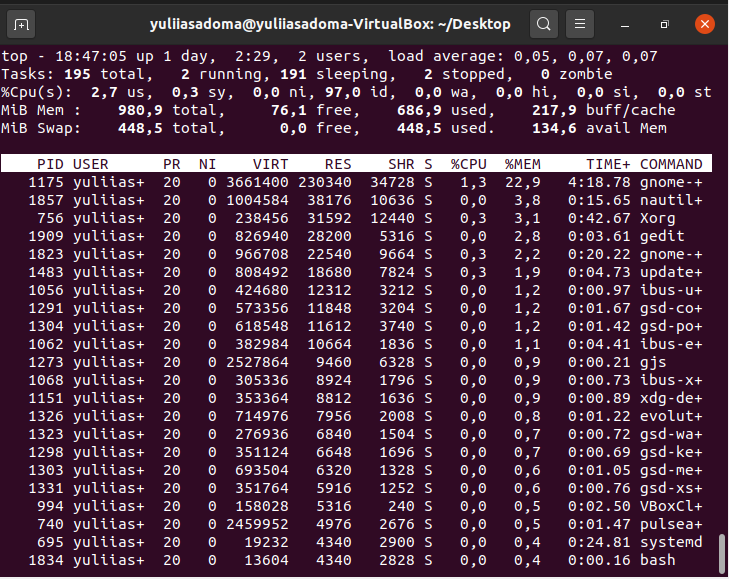 yuliiasadoma@yuliiasadoma-VirtualBox: ~/Desktop
top - 18:47:05 up 1 day,  2:29,  2 users,  load average: 0,05, 0,07, 0,07
Tasks: 195 total,   2 running, 191 sleeping,   2 stopped,   0 zombie
%Cpu(s):  2,7 us,  0,3 sy,  0,0 ni, 97,0 id,  0,0 wa,  0,0 hi,  0,0 si,  0,0 st
MiB Mem :    980,9 total,     76,1 free,    686,9 used,    217,9 buff/cache
MiB Swap:    448,5 total,      0,0 free,    448,5 used.    134,6 avail Mem
PID USER      PR  NI    VIRT    RES    SHR S  %CPU  %MEM     TIME+ COMMAND
1175 yuliias+  20   0 3661400 230340  34728 S   1,3  22,9   4:18.78 gnome-+
1857 yuliias+  20   0 1004584  38176  10636 S   0,0   3,8   0:15.65 nautil+
756 yuliias+  20   0  238456  31592  12440 S   0,3   3,1   0:42.67 Xorg
1909 yuliias+  20   0  826940  28200   5316 S   0,0   2,8   0:03.61 gedit
1823 yuliias+  20   0  966708  22540   9664 S   0,3   2,2   0:20.22 gnome-+
1483 yuliias+  20   0  808492  18680   7824 S   0,3   1,9   0:04.73 update+
1056 yuliias+  20   0  424680  12312   3212 S   0,0   1,2   0:00.97 ibus-u+
1291 yuliias+  20   0  573356  11848   3204 S   0,0   1,2   0:01.67 gsd-co+
1304 yuliias+  20   0  618548  11612   3740 S   0,0   1,2   0:01.42 gsd-po+
1062 yuliias+  20   0  382984  10664   1836 S   0,0   1,1   0:04.41 ibus-e+
1273 yuliias+  20   0 2527864   9460   6328 S   0,0   0,9   0:00.21 gjs
1068 yuliias+  20   0  305336   8924   1796 S   0,0   0,9   0:00.73 ibus-x+
1151 yuliias+  20   0  353364   8812   1636 S   0,0   0,9   0:00.89 xdg-de+
1326 yuliias+  20   0  714976   7956   2008 S   0,0   0,8   0:01.22 evolut+
1323 yuliias+  20   0  276936   6840   1504 S   0,0   0,7   0:00.72 gsd-wa+
1298 yuliias+  20   0  351124   6648   1696 S   0,0   0,7   0:00.69 gsd-ke+
1303 yuliias+  20   0  693504   6320   1328 S   0,0   0,6   0:01.05 gsd-me+
1331 yuliias+  20   0  351764   5916   1252 S   0,0   0,6   0:00.76 gsd-xs+
994 yuliias+  20   0  158028   5316    240 S   0,0   0,5   0:02.50 VBoxCl+
740 yuliias+  20   0 2459952   4976   2676 S   0,0   0,5   0:01.47 pulsea+
695 yuliias+  20   0   19232   4340   2900 S   0,0   0,4   0:24.81 systemd
1834 yuliias+  20   0   13604   4340   2828 S   0,0   0,4   0:00.16 bash